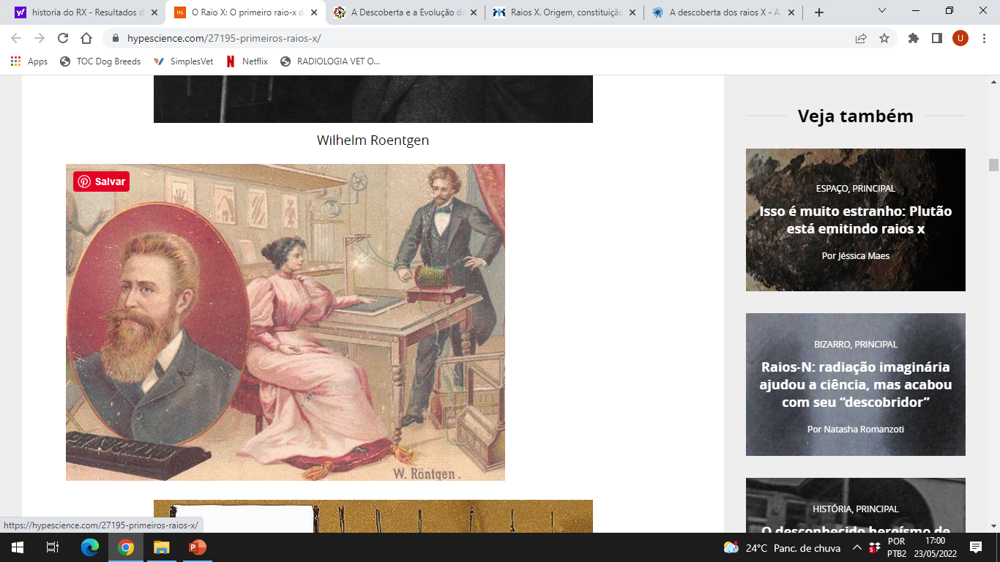 historia do RX - Resultados d
O Raio X: O primeiro raio-x d
A Descoberta e a Evolução do
Raios X. Origem, constituição
A descoberta dos raios X - A
hypescience.com/27195-primeiros-raios-x/
U
Apps
TOC Dog Breeds
SimplesVet
Netflix
RADIOLOGIA VET O...
Wilhelm Roentgen
Salvar
W. Röntgen.
Veja também
ESPAÇO, PRINCIPAL
Isso é muito estranho: Plutão
está emitindo raios x
Por Jéssica Maes
BIZARRO, PRINCIPAL
Raios-N: radiação imaginária
ajudou a ciência, mas acabou
com seu “descobridor”
Por Natasha Romanzoti
HISTÓRIA, PRINCIPAL
O desconhecido heroísmo de
https://hypescience.com/27195-primeiros-raios-x/
24°C Panc. de chuva
POR
PTB2
17:00
23/05/2022